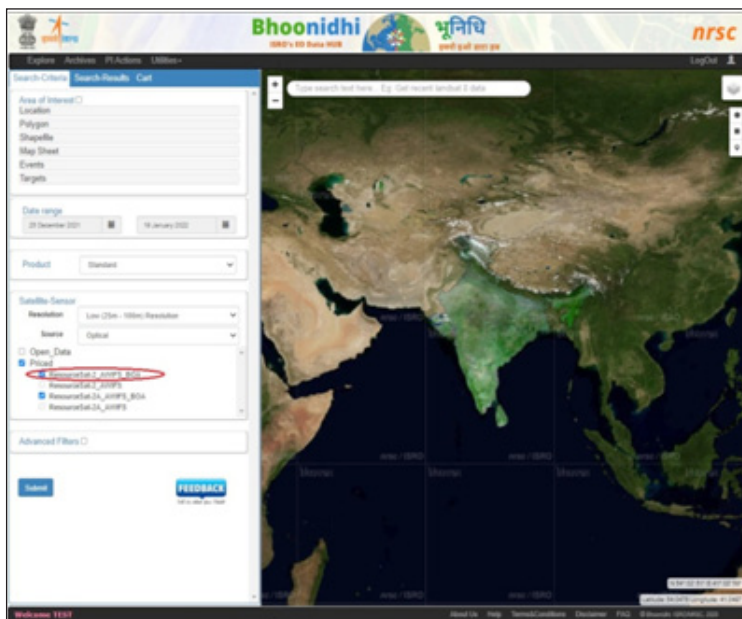 Bhoonidhi
ISRO's EO Data HUB
भूनिधि
nrsc
Explore Archives PI Actions Utilities
LogOut
Search-Criteria Search-Results Cart
Area of Interest
Location
Polygon
Shapefile
Map Sheet
Events
Targets
Type search text here. Eg: Get recent landsat 8 data
Date range
2021
18 January 2022
Product Standard
Satellite-Sensor
Resolution Low (25m - 100m) Resolution
Source Optical
Open_Data
Priced
ResourceSat-2_AWIFS_BOA
ResourceSat-2_AWIFS
ResourceSat-2A_AWIFS_BOA
ResourceSat-2A_AWIFS
Advanced Filters
Submit
FEEDBACK
Welcome TEST
About Us Help Terms&Conditions Disclaimer FAQ